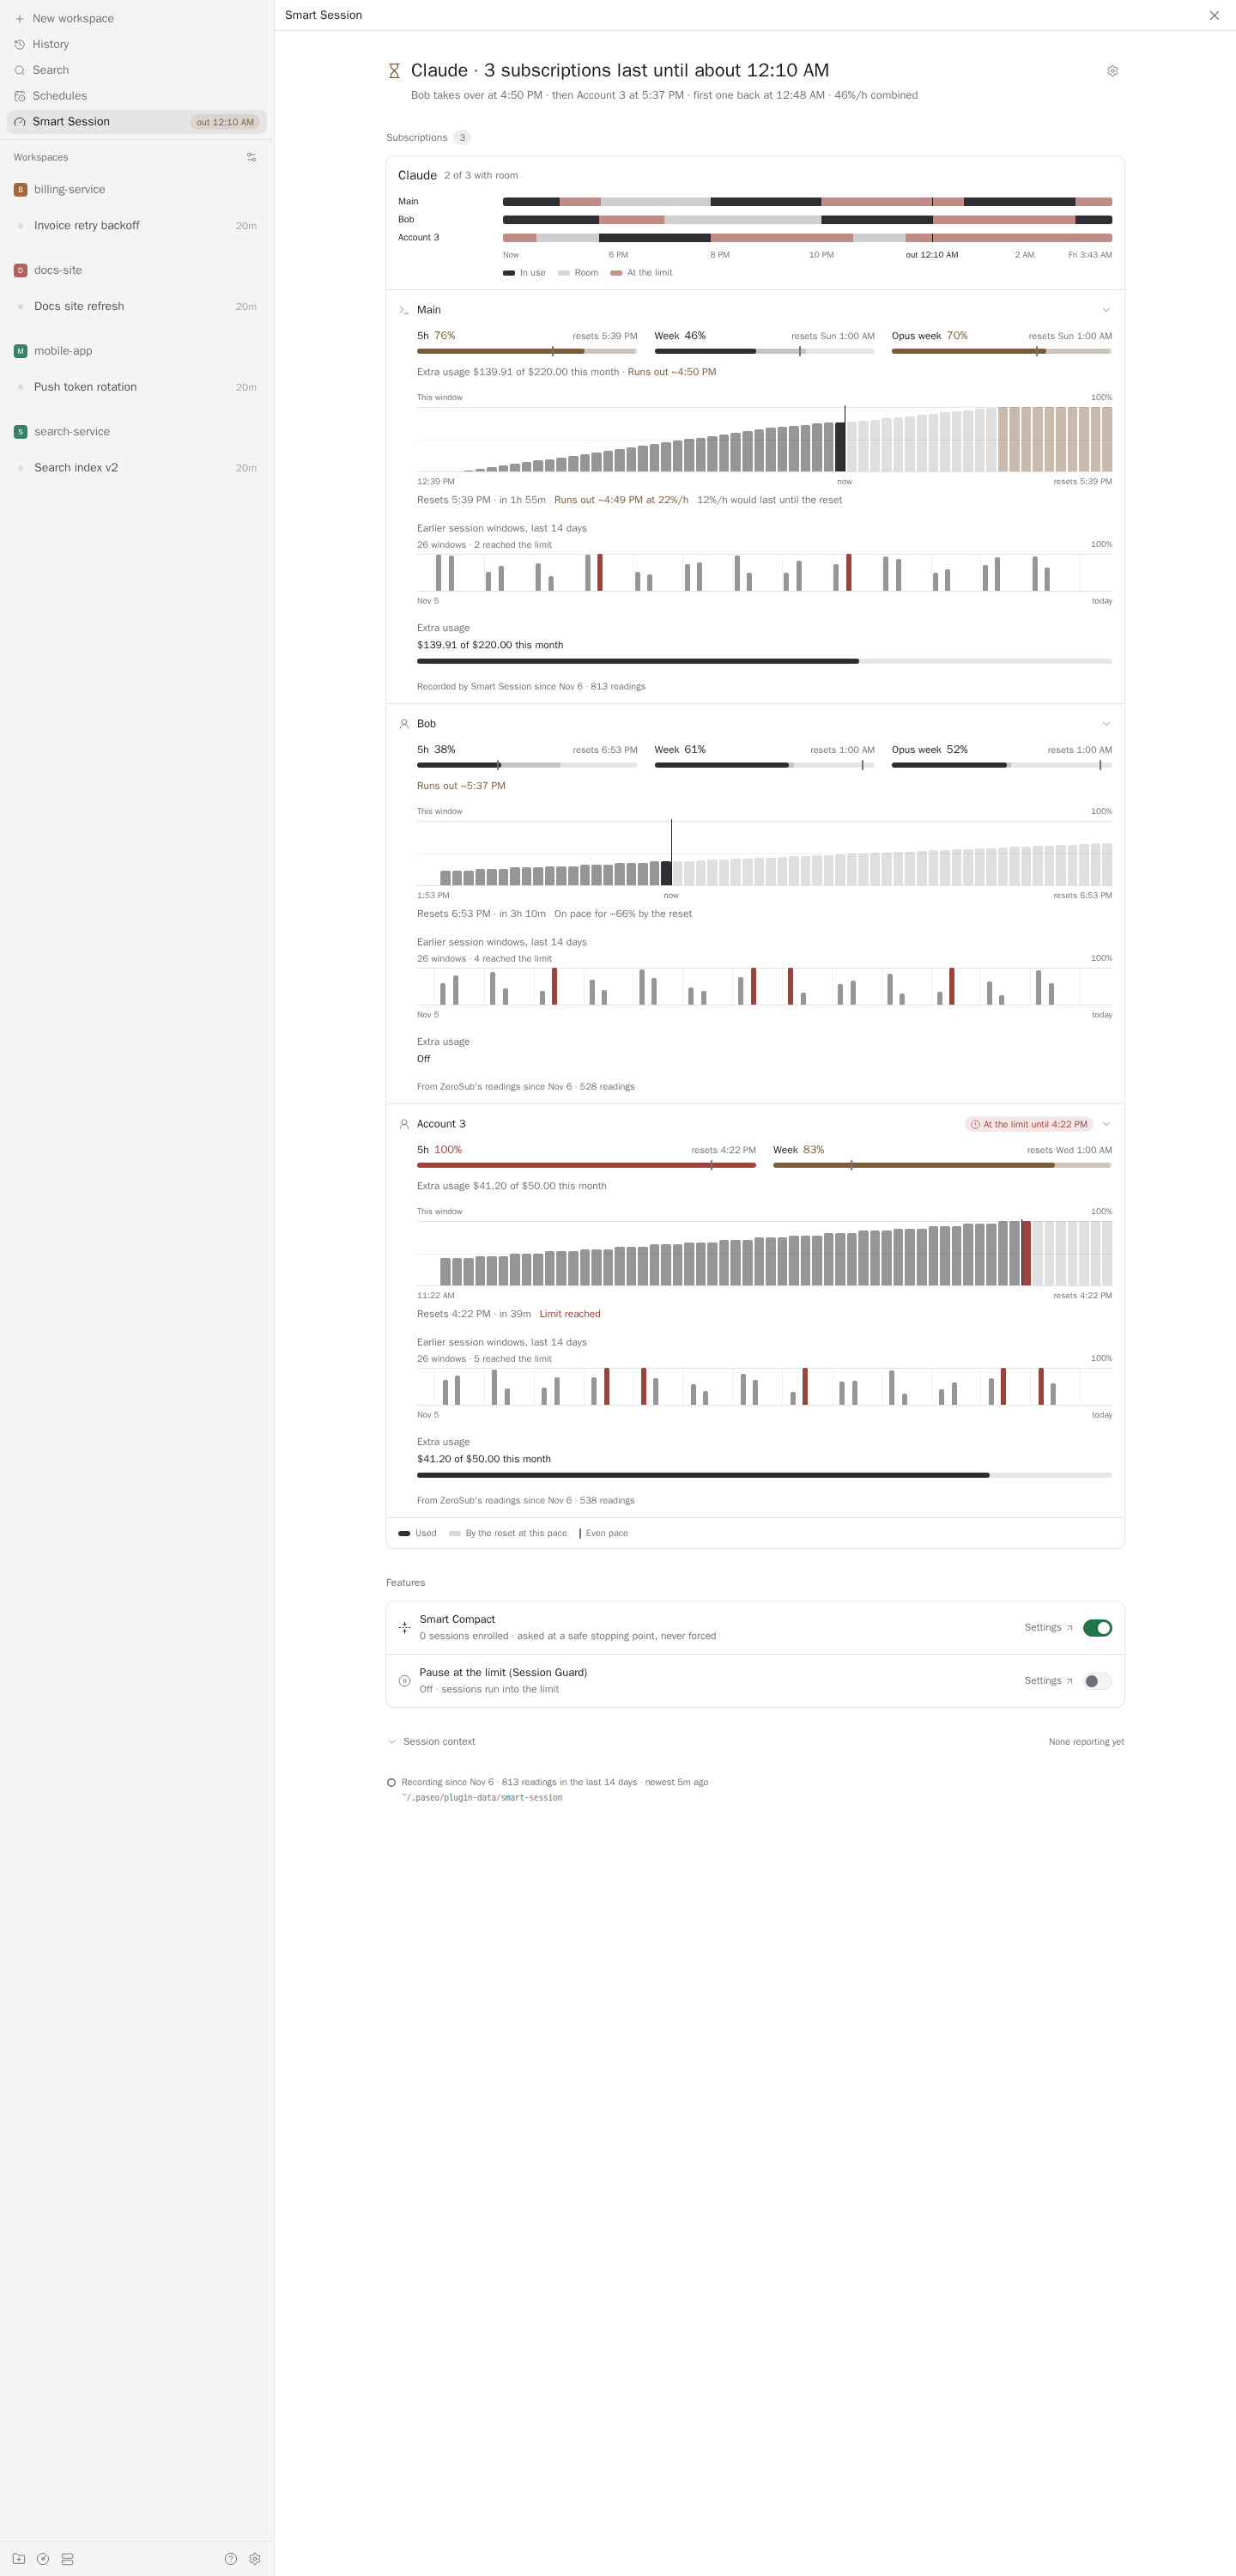 New workspace
History
Search
Schedules
Smart Session out 12:10 AM
Workspaces
B billing-service
Invoice retry backoff 20m
D docs-site
Docs site refresh 20m
M mobile-app
Push token rotation 20m
S search-service
Search index v2 20m
Smart Session
Claude · 3 subscriptions last until about 12:10 AM
Bob takes over at 4:50 PM · then Account 3 at 5:37 PM · first one back at 12:48 AM · 46%/h combined
Subscriptions 3
Claude 2 of 3 with room
Main
Bob
Account 3
Now 6 PM 8 PM 10 PM out 12:10 AM 2 AM Fri 3:43 AM
In use Room At the limit
Main
5h 76% resets 5:39 PM Week 46% resets Sun 1:00 AM Opus week 70% resets Sun 1:00 AM
Extra usage $139.91 of $220.00 this month · Runs out ~4:50 PM
This window 100%
12:39 PM now resets 5:39 PM
Resets 5:39 PM · in 1h 55m Runs out ~4:49 PM at 22%/h 12%/h would last until the reset
Earlier session windows, last 14 days
26 windows · 2 reached the limit 100%
Nov 5 today
Extra usage
$139.91 of $220.00 this month
Recorded by Smart Session since Nov 6 · 813 readings
Bob
5h 38% resets 6:53 PM Week 61% resets 1:00 AM Opus week 52% resets 1:00 AM
Runs out ~5:37 PM
This window 100%
1:53 PM now resets 6:53 PM
Resets 6:53 PM · in 3h 10m On pace for ~66% by the reset
Earlier session windows, last 14 days
26 windows · 4 reached the limit 100%
Nov 5 today
Extra usage
Off
From ZeroSub's readings since Nov 6 · 528 readings
Account 3 At the limit until 4:22 PM
5h 100% resets 4:22 PM Week 83% resets Wed 1:00 AM
Extra usage $41.20 of $50.00 this month
This window 100%
11:22 AM resets 4:22 PM
Resets 4:22 PM · in 39m Limit reached
Earlier session windows, last 14 days
26 windows · 5 reached the limit 100%
Nov 5 today
Extra usage
$41.20 of $50.00 this month
From ZeroSub's readings since Nov 6 · 538 readings
Used By the reset at this pace Even pace
Features
Smart Compact
0 sessions enrolled · asked at a safe stopping point, never forced
Settings
Pause at the limit (Session Guard)
Off · sessions run into the limit
Settings
Session context None reporting yet
Recording since Nov 6 · 813 readings in the last 14 days · newest 5m ago
~/.paseo/plugin-data/smart-session